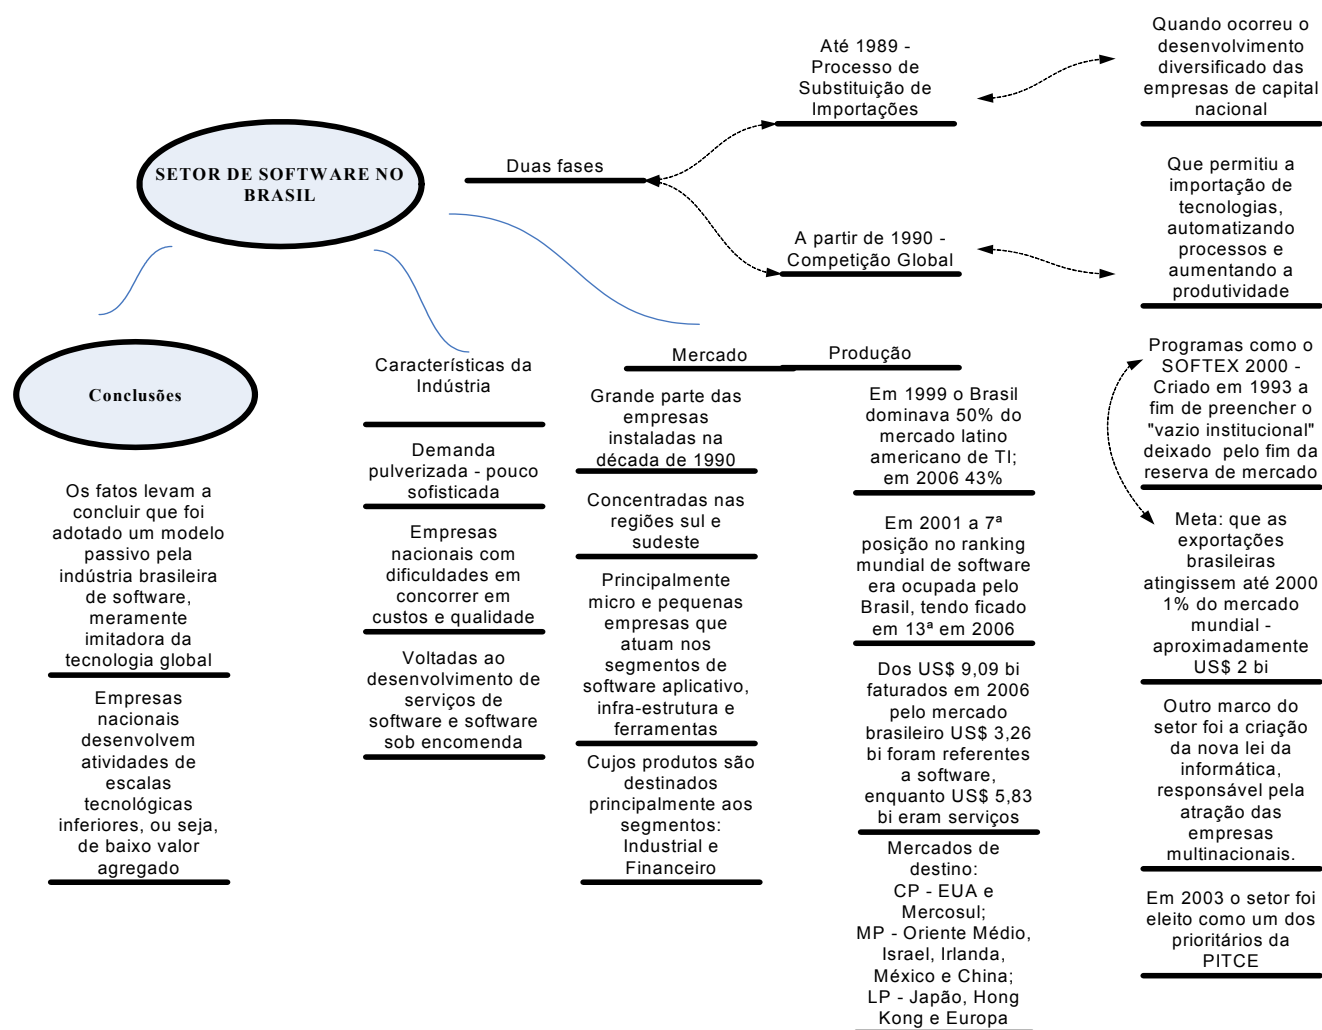 SETOR DE SOFTWARE NO
BRASIL
Duas fases
Até 1989 -
Processo de
Substituição de
Importações
Quando ocorreu o
desenvolvimento
diversificado das
empresas de capital
nacional
A partir de 1990 -
Competição Global
Que permitiu a
importação de
tecnologias,
automatizando
processos e
aumentando a
produtividade
Conclusões
Os fatos levam a
concluir que foi
adotado um modelo
passivo pela
indústria brasileira
de software,
meramente
imitadora da
tecnologia global
Empresas
nacionais
desenvolvem
atividades de
escalas
tecnológicas
inferiores, ou seja,
de baixo valor
agregado
Características da
Indústria
Demanda
pulverizada - pouco
sofisticada
Empresas
nacionais com
dificuldades em
concorrer em
custos e qualidade
Voltadas ao
desenvolvimento de
serviços de
software e software
sob encomenda
Mercado
Grande parte das
empresas
instaladas na
década de 1990
Concentradas nas
regiões sul e
sudeste
Principalmente
micro e pequenas
empresas que
atuam nos
segmentos de
software aplicativo,
infra-estrutura e
ferramentas
Cujos produtos são
destinados
principalmente aos
segmentos:
Industrial e
Financeiro
Produção
Em 1999 o Brasil
dominava 50% do
mercado latino
americano de TI;
em 2006 43%
Em 2001 a 7ª
posição no ranking
mundial de software
era ocupada pelo
Brasil, tendo ficado
em 13ª em 2006
Dos US$ 9,09 bi
faturados em 2006
pelo mercado
brasileiro US$ 3,26
bi foram referentes
a software,
enquanto US$ 5,83
bi eram serviços
Mercados de
destino:
CP - EUA e
Mercosul;
MP - Oriente Médio,
Israel, Irlanda,
México e China;
LP - Japão, Hong
Kong e Europa
Programas como o
SOFTEX 2000 -
Criado em 1993 a
fim de preencher o
"vazio institucional"
deixado pelo fim da
reserva de mercado
Meta: que as
exportações
brasileiras
atingissem até 2000
1% do mercado
mundial -
aproximadamente
US$ 2 bi
Outro marco do
setor foi a criação
da nova lei da
informática,
responsável pela
atração das
empresas
multinacionais.
Em 2003 o setor foi
eleito como um dos
prioritários da
PITCE